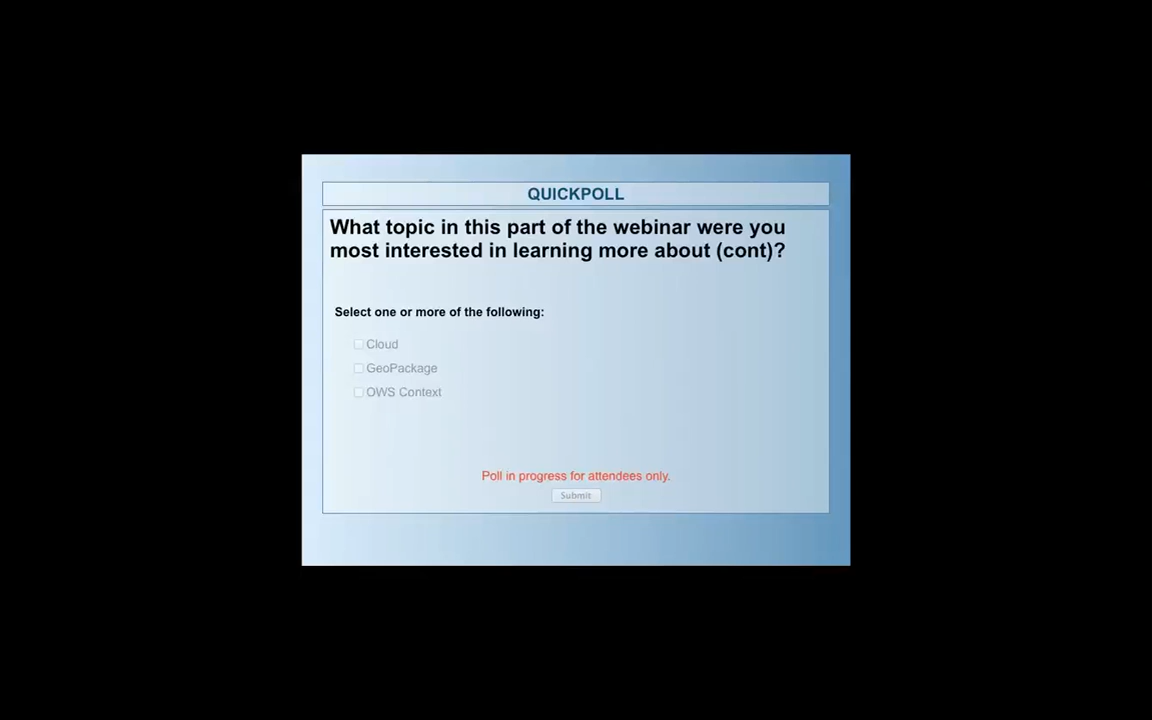 QUICKPOLL
What topic in this part of the webinar were you
most interested in learning more about (cont)?
Select one or more of the following:
Cloud
GeoPackage
OWS Context
Poll in progress for attendees only.
Submit